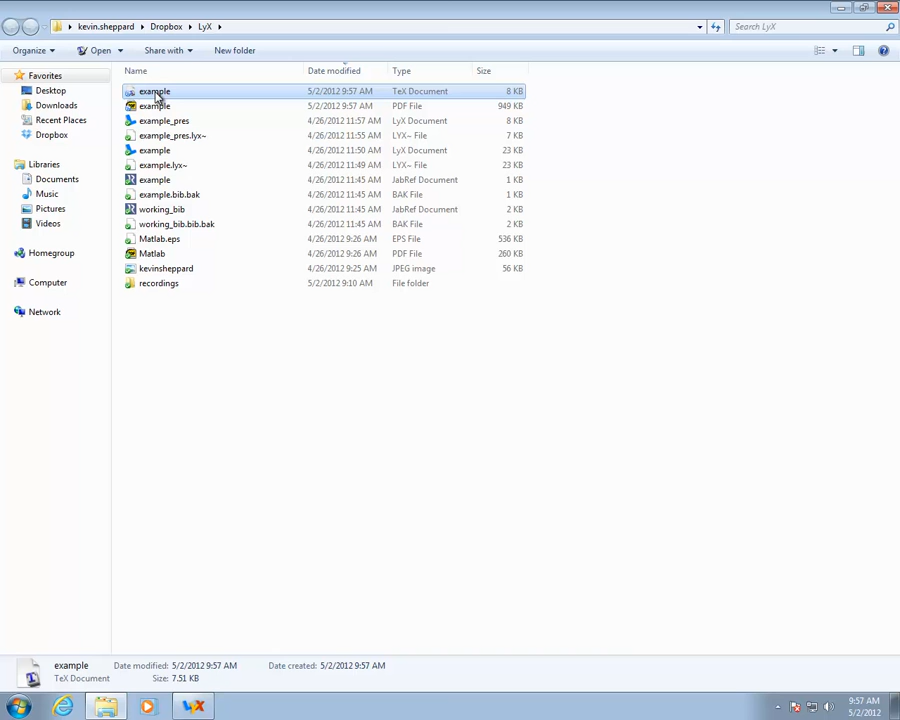 kevin.sheppard ▸ Dropbox ▸ LyX ▸
Search LyX
Organize Open Share with New folder
Name Date modified Type Size
Favorites
Desktop
Downloads
Recent Places
Dropbox
Libraries
Documents
Music
Pictures
Videos
Homegroup
Computer
Network
example 5/2/2012 9:57 AM TeX Document 8 KB
example 5/2/2012 9:57 AM PDF File 949 KB
example_pres 4/26/2012 11:57 AM LyX Document 8 KB
example_pres.lyx~ 4/26/2012 11:55 AM LYX~ File 7 KB
example 4/26/2012 11:50 AM LyX Document 23 KB
example.lyx~ 4/26/2012 11:49 AM LYX~ File 23 KB
example 4/26/2012 11:45 AM JabRef Document 1 KB
example.bib.bak 4/26/2012 11:45 AM BAK File 1 KB
working_bib 4/26/2012 11:45 AM JabRef Document 2 KB
working_bib.bib.bak 4/26/2012 11:45 AM BAK File 2 KB
Matlab.eps 4/26/2012 9:26 AM EPS File 536 KB
Matlab 4/26/2012 9:26 AM PDF File 260 KB
kevinsheppard 4/26/2012 9:25 AM JPEG image 56 KB
recordings 5/2/2012 9:10 AM File folder
example Date modified: 5/2/2012 9:57 AM Date created: 5/2/2012 9:57 AM
TeX Document Size: 7.51 KB
9:57 AM
5/2/2012